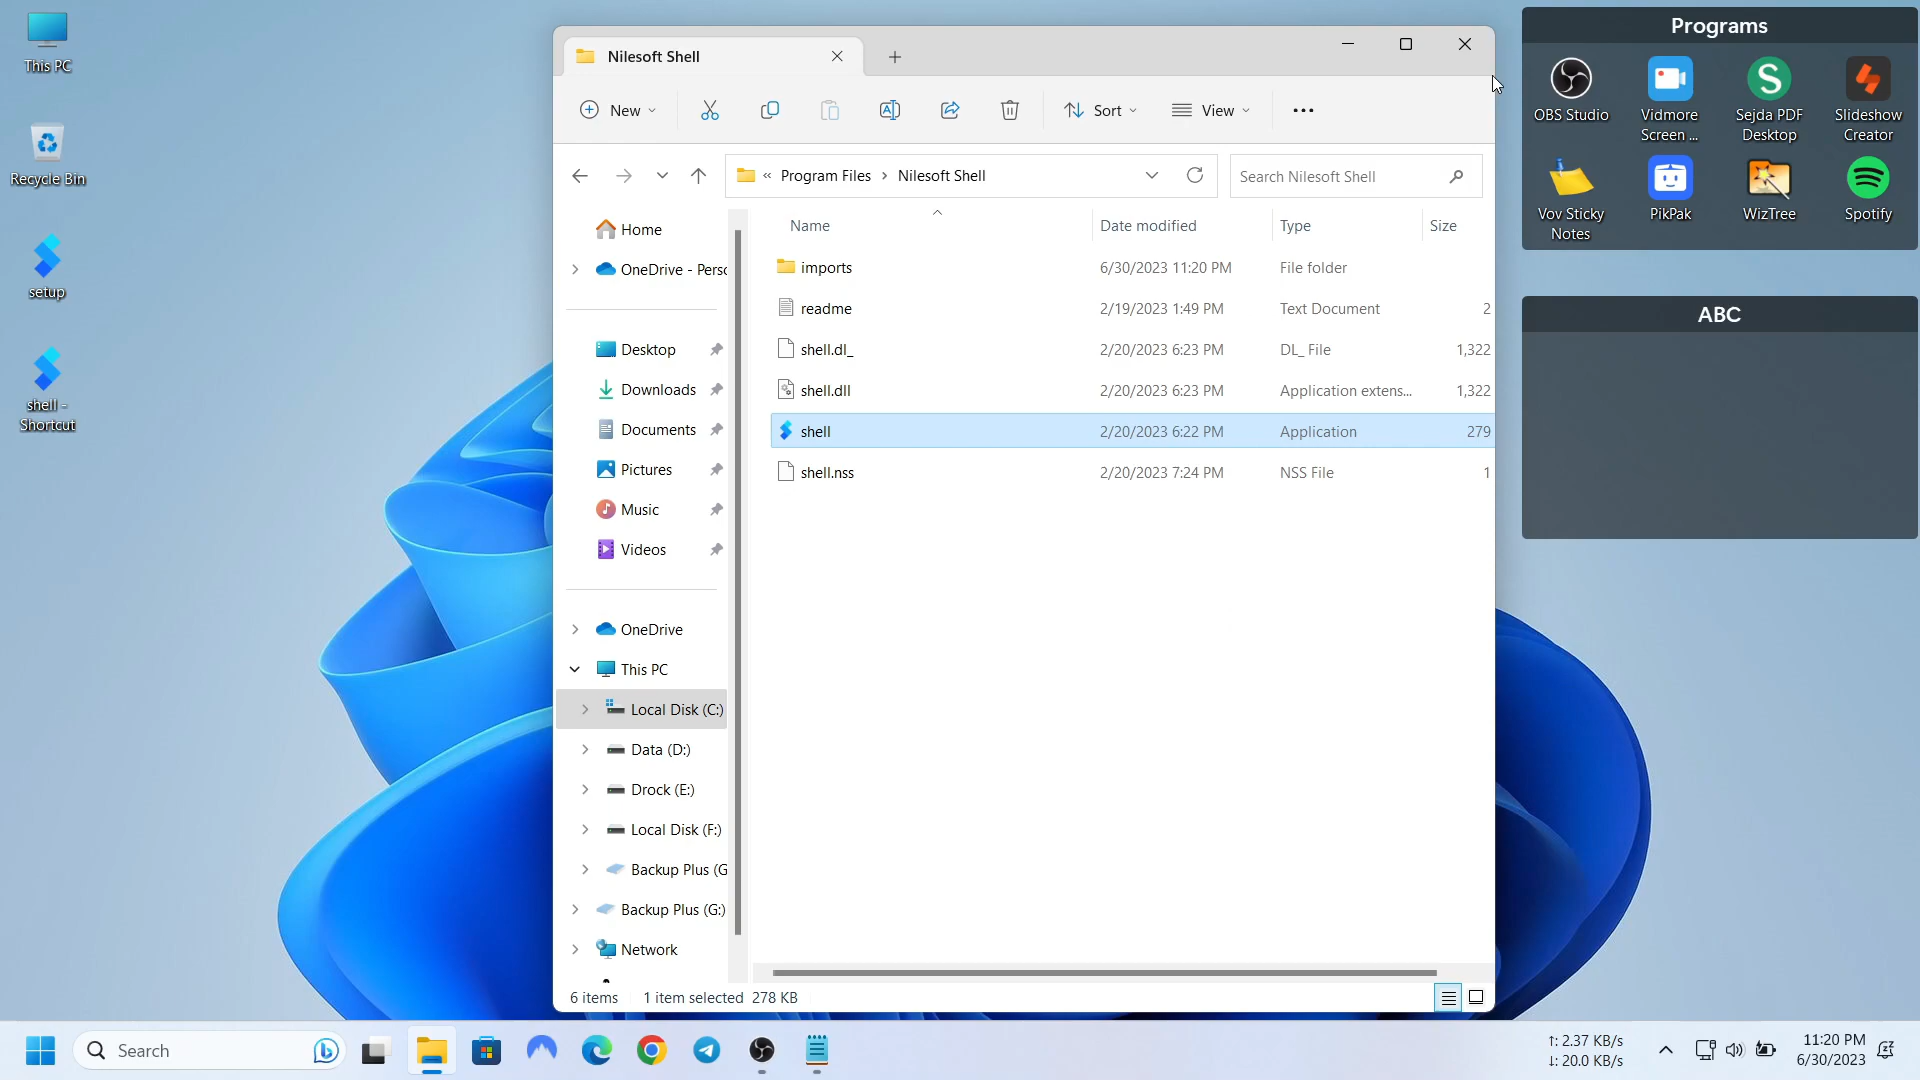 This PC
Recycle Bin
setup
shell -
Shortcut
Nilesoft Shell
New
Sort
View
«
Program Files
Nilesoft Shell
Search Nilesoft Shell
Home
OneDrive - Perso
Desktop
Downloads
Documents
Pictures
Music
Videos
OneDrive
This PC
Local Disk (C:)
Data (D:)
Drock (E:)
Local Disk (F:)
Backup Plus (G
Backup Plus (G:)
Network
Name Date modified Type Size
imports 6/30/2023 11:20 PM File folder
readme 2/19/2023 1:49 PM Text Document 2
shell.dl_ 2/20/2023 6:23 PM DL_ File 1,322
shell.dll 2/20/2023 6:23 PM Application extens... 1,322
shell 2/20/2023 6:22 PM Application 279
shell.nss 2/20/2023 7:24 PM NSS File 1
6 items 1 item selected 278 KB
Programs
OBS Studio
Vidmore
Screen ...
Sejda PDF
Desktop
Slideshow
Creator
Vov Sticky
Notes
PikPak
WizTree
Spotify
ABC
Search
↑: 2.37 KB/s
↓: 20.0 KB/s
11:20 PM
6/30/2023